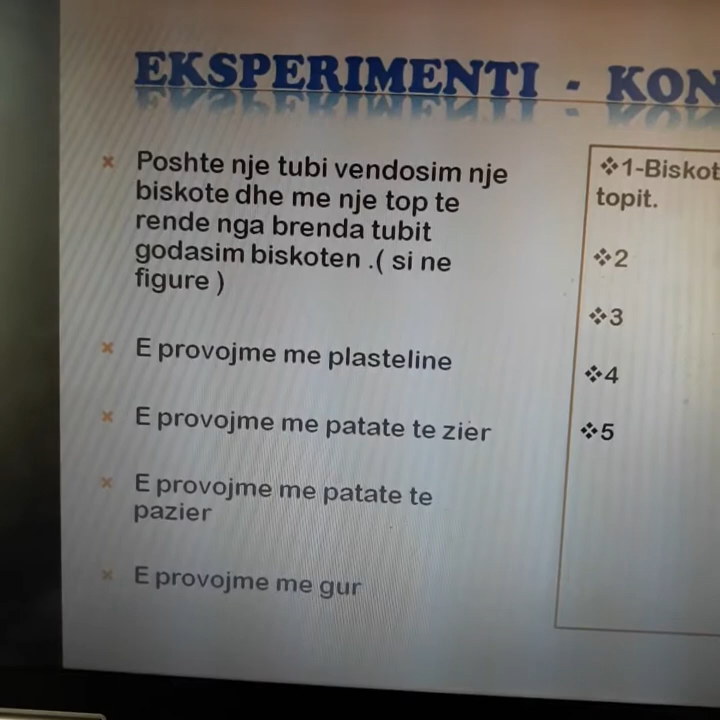 EKSPERIMENTI - KON
Poshte nje tubi vendosim nje
biskote dhe me nje top te
rende nga brenda tubit
godasim biskoten .( si ne
figure )
E provojme me plasteline
E provojme me patate te zier
E provojme me patate te
pazier
E provojme me gur
1-Biskot
topit.
2
3
4
5